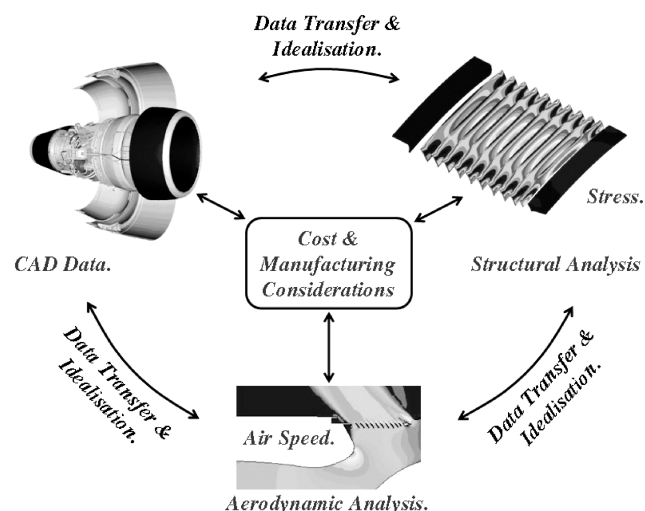 Data Transfer &
Idealisation.
Stress.
CAD Data.
Cost &
Manufacturing
Considerations
Structural Analysis
Data Transfer &
Idealisation.
Data Transfer &
Idealisation.
Air Speed.
Aerodynamic Analysis.